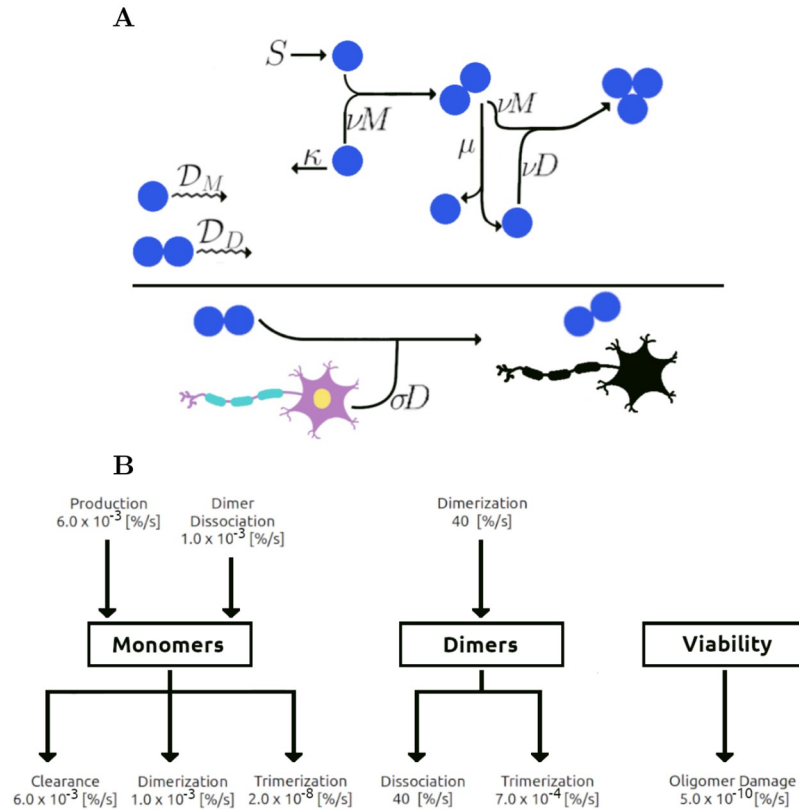 A
S
νM
κ
νM
μ
νD
𝒟_M
𝒟_D
σD
B
Production
6.0 x 10^-3 [%/s]
Dimer
Dissociation
1.0 x 10^-3 [%/s]
Dimerization
40 [%/s]
Monomers
Dimers
Viability
Clearance
6.0 x 10^-3 [%/s]
Dimerization
1.0 x 10^-3 [%/s]
Trimerization
2.0 x 10^-8 [%/s]
Dissociation
40 [%/s]
Trimerization
7.0 x 10^-4 [%/s]
Oligomer Damage
5.0 x 10^-10 [%/s]